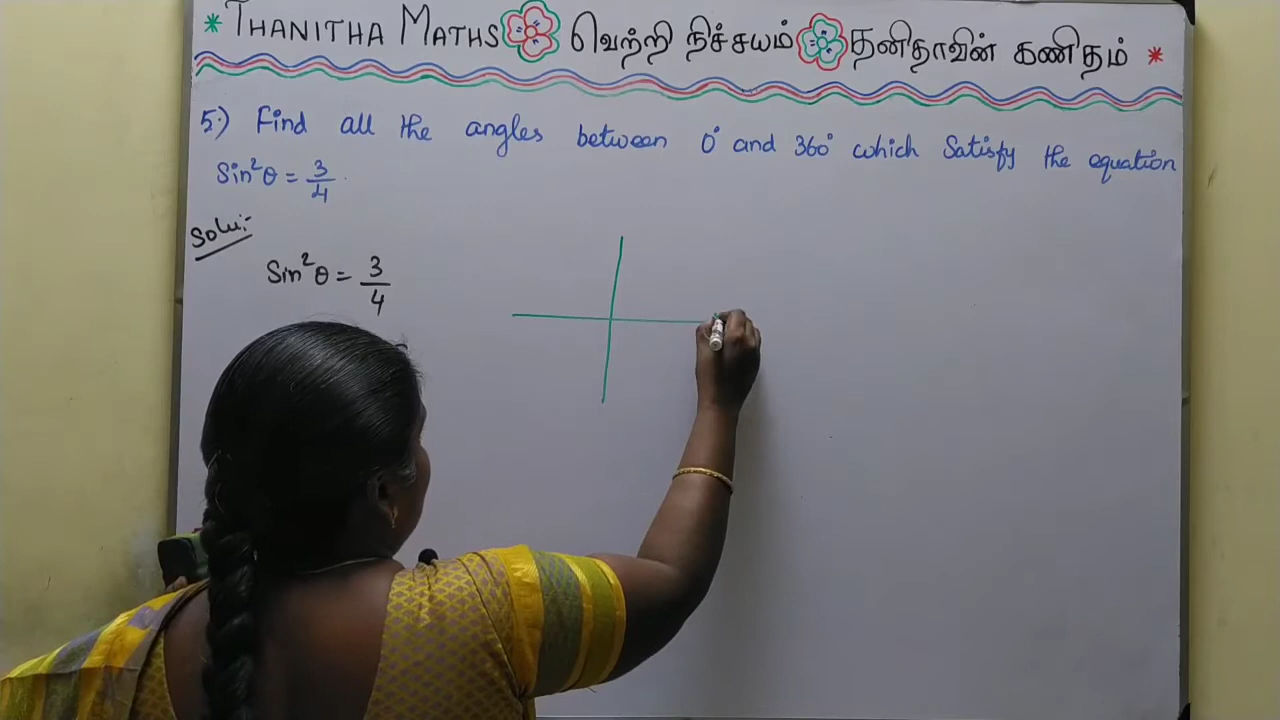 * THANITHA MATHS வெற்றி நிச்சயம் தனிதாவின் கணிதம் *
5.) Find all the angles between 0° and 360° which Satisfy the equation
Sin²θ = 3/4.
Solu:-
Sin²θ = 3/4